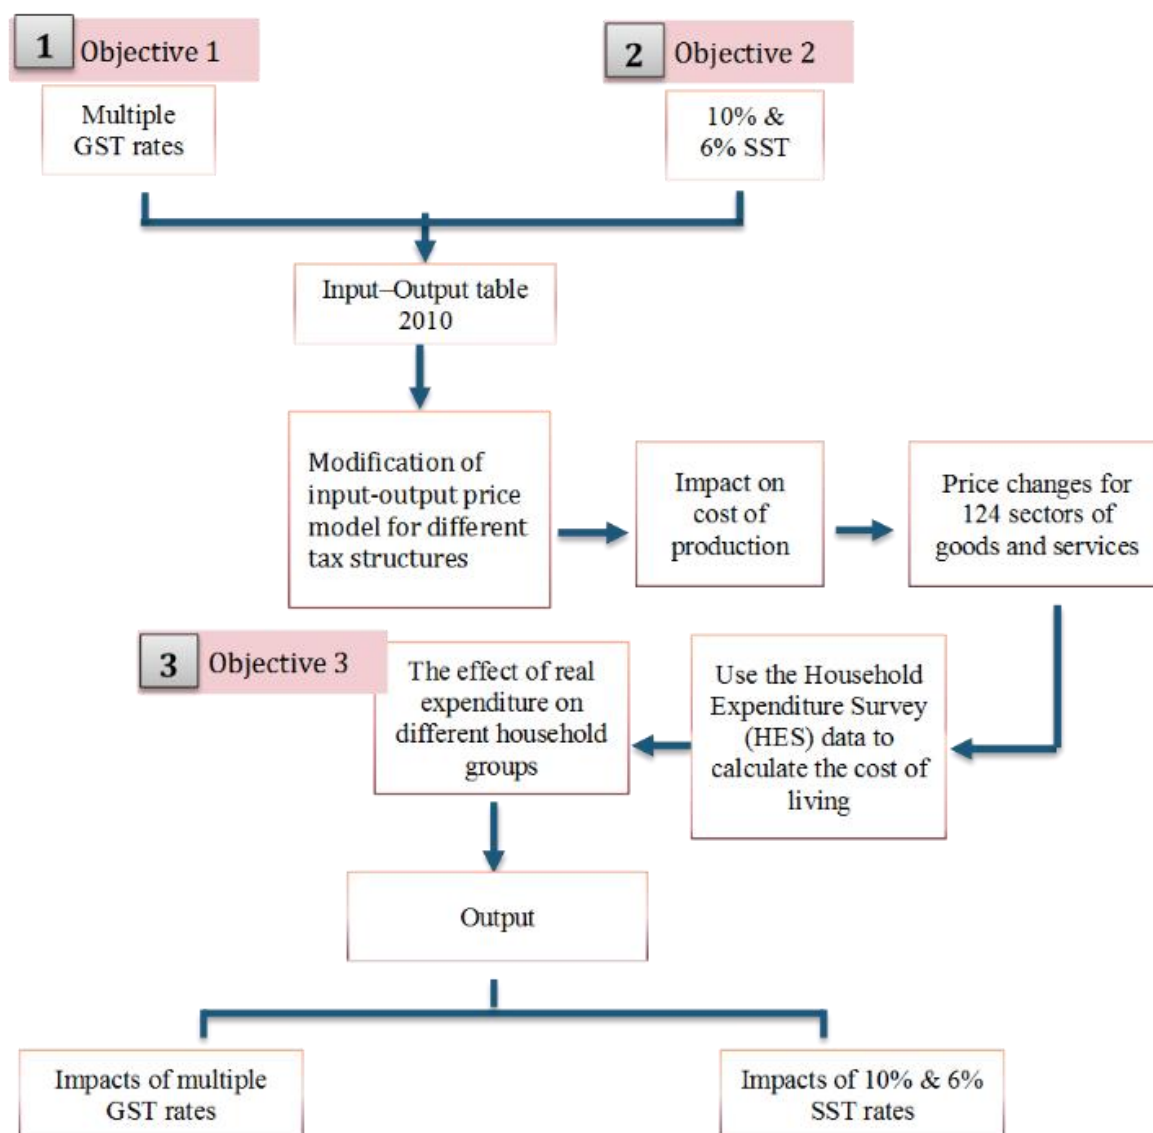 1 Objective 1
Multiple
GST rates
2 Objective 2
10% &
6% SST
Input–Output table
2010
Modification of
input-output price
model for different
tax structures
Impact on
cost of
production
Price changes for
124 sectors of
goods and services
3 Objective 3
The effect of real
expenditure on
different household
groups
Use the Household
Expenditure Survey
(HES) data to
calculate the cost of
living
Output
Impacts of multiple
GST rates
Impacts of 10% & 6%
SST rates